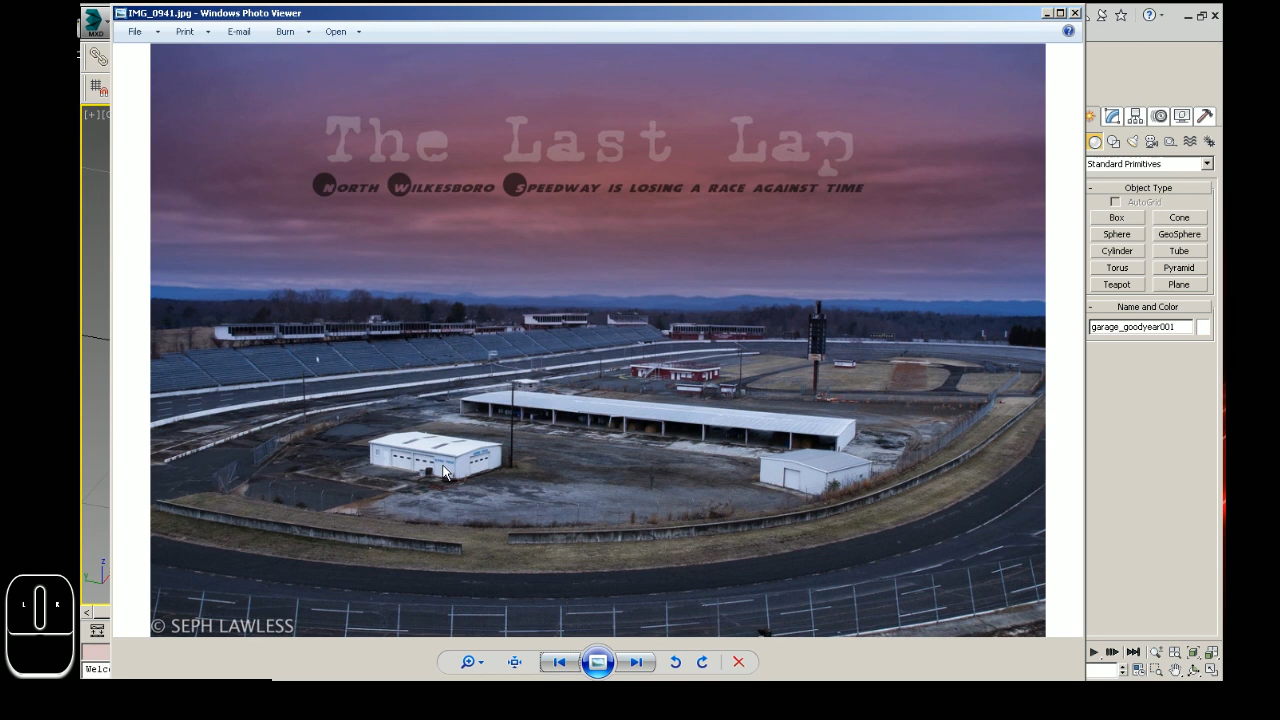 IMG_0941.jpg - Windows Photo Viewer
File Print E-mail Burn Open
MXD
The Last Lap
North Wilkesboro Speedway is losing a race against time
© SEPH LAWLESS
Standard Primitives
Object Type
AutoGrid
Box Cone
Sphere GeoSphere
Cylinder Tube
Torus Pyramid
Teapot Plane
Name and Color
garage_goodyear001
L R
Z
Y
Welc